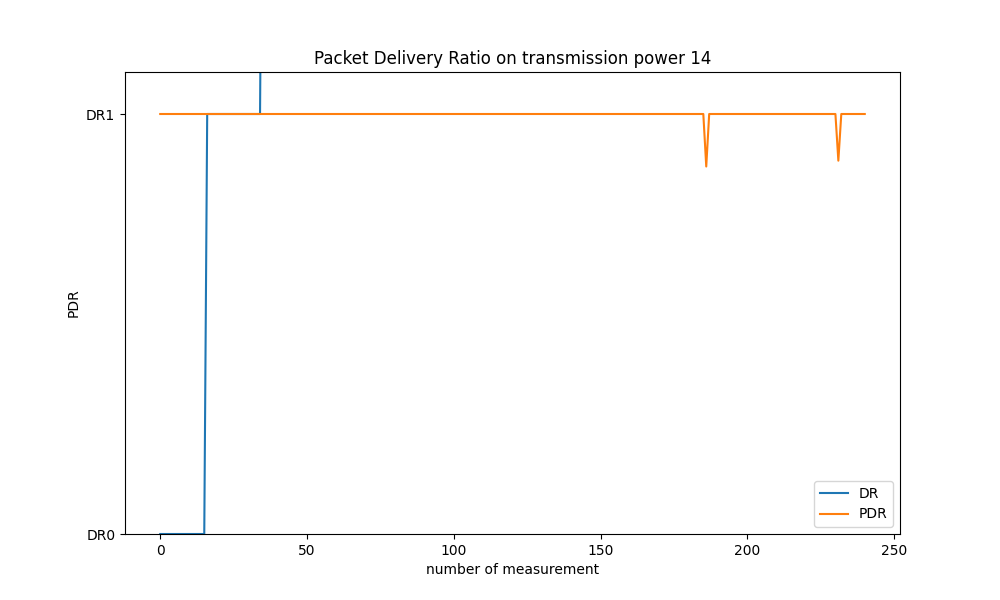 Packet Delivery Ratio on transmission power 14
DR1
PDR
DR0
DR
PDR
0 50 100 150 200 250
number of measurement